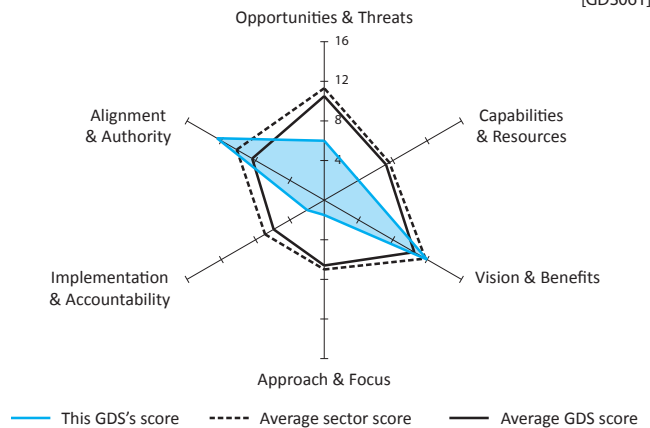 [GDS061]
Opportunities & Threats
16
12
8
4
Alignment
& Authority
Capabilities
& Resources
Implementation
& Accountability
Vision & Benefits
Approach & Focus
This GDS's score
Average sector score
Average GDS score